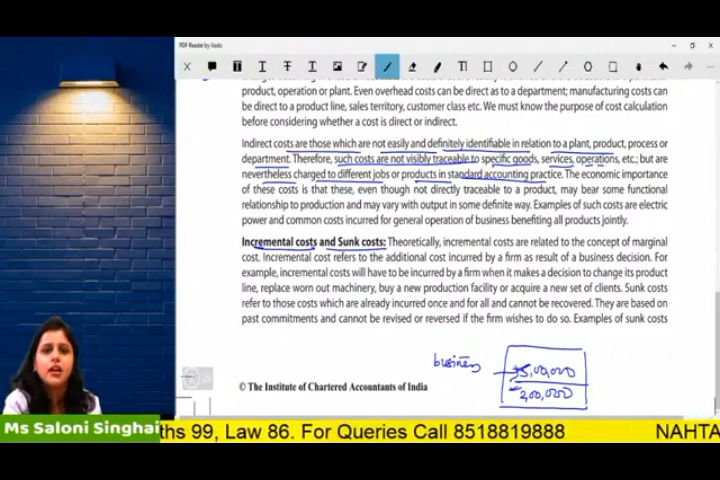 PDF Reader by Xodo
product, operation or plant. Even overhead costs can be direct as to a department; manufacturing costs can
be direct to a product line, sales territory, customer class etc. We must know the purpose of cost calculation
before considering whether a cost is direct or indirect.
Indirect costs are those which are not easily and definitely identifiable in relation to a plant, product, process or
department. Therefore, such costs are not visibly traceable to specific goods, services, operations, etc.; but are
nevertheless charged to different jobs or products in standard accounting practice. The economic importance
of these costs is that these, even though not directly traceable to a product, may bear some functional
relationship to production and may vary with output in some definite way. Examples of such costs are electric
power and common costs incurred for general operation of business benefiting all products jointly.
Incremental costs and Sunk costs: Theoretically, incremental costs are related to the concept of marginal
cost. Incremental cost refers to the additional cost incurred by a firm as result of a business decision. For
example, incremental costs will have to be incurred by a firm when it makes a decision to change its product
line, replace worn out machinery, buy a new production facility or acquire a new set of clients. Sunk costs
refer to those costs which are already incurred once and for all and cannot be recovered. They are based on
past commitments and cannot be revised or reversed if the firm wishes to do so. Examples of sunk costs
business
5,00,000
2,00,000
© The Institute of Chartered Accountants of India
Ms Saloni Singhai
ths 99, Law 86. For Queries Call 8518819888 NAHTA